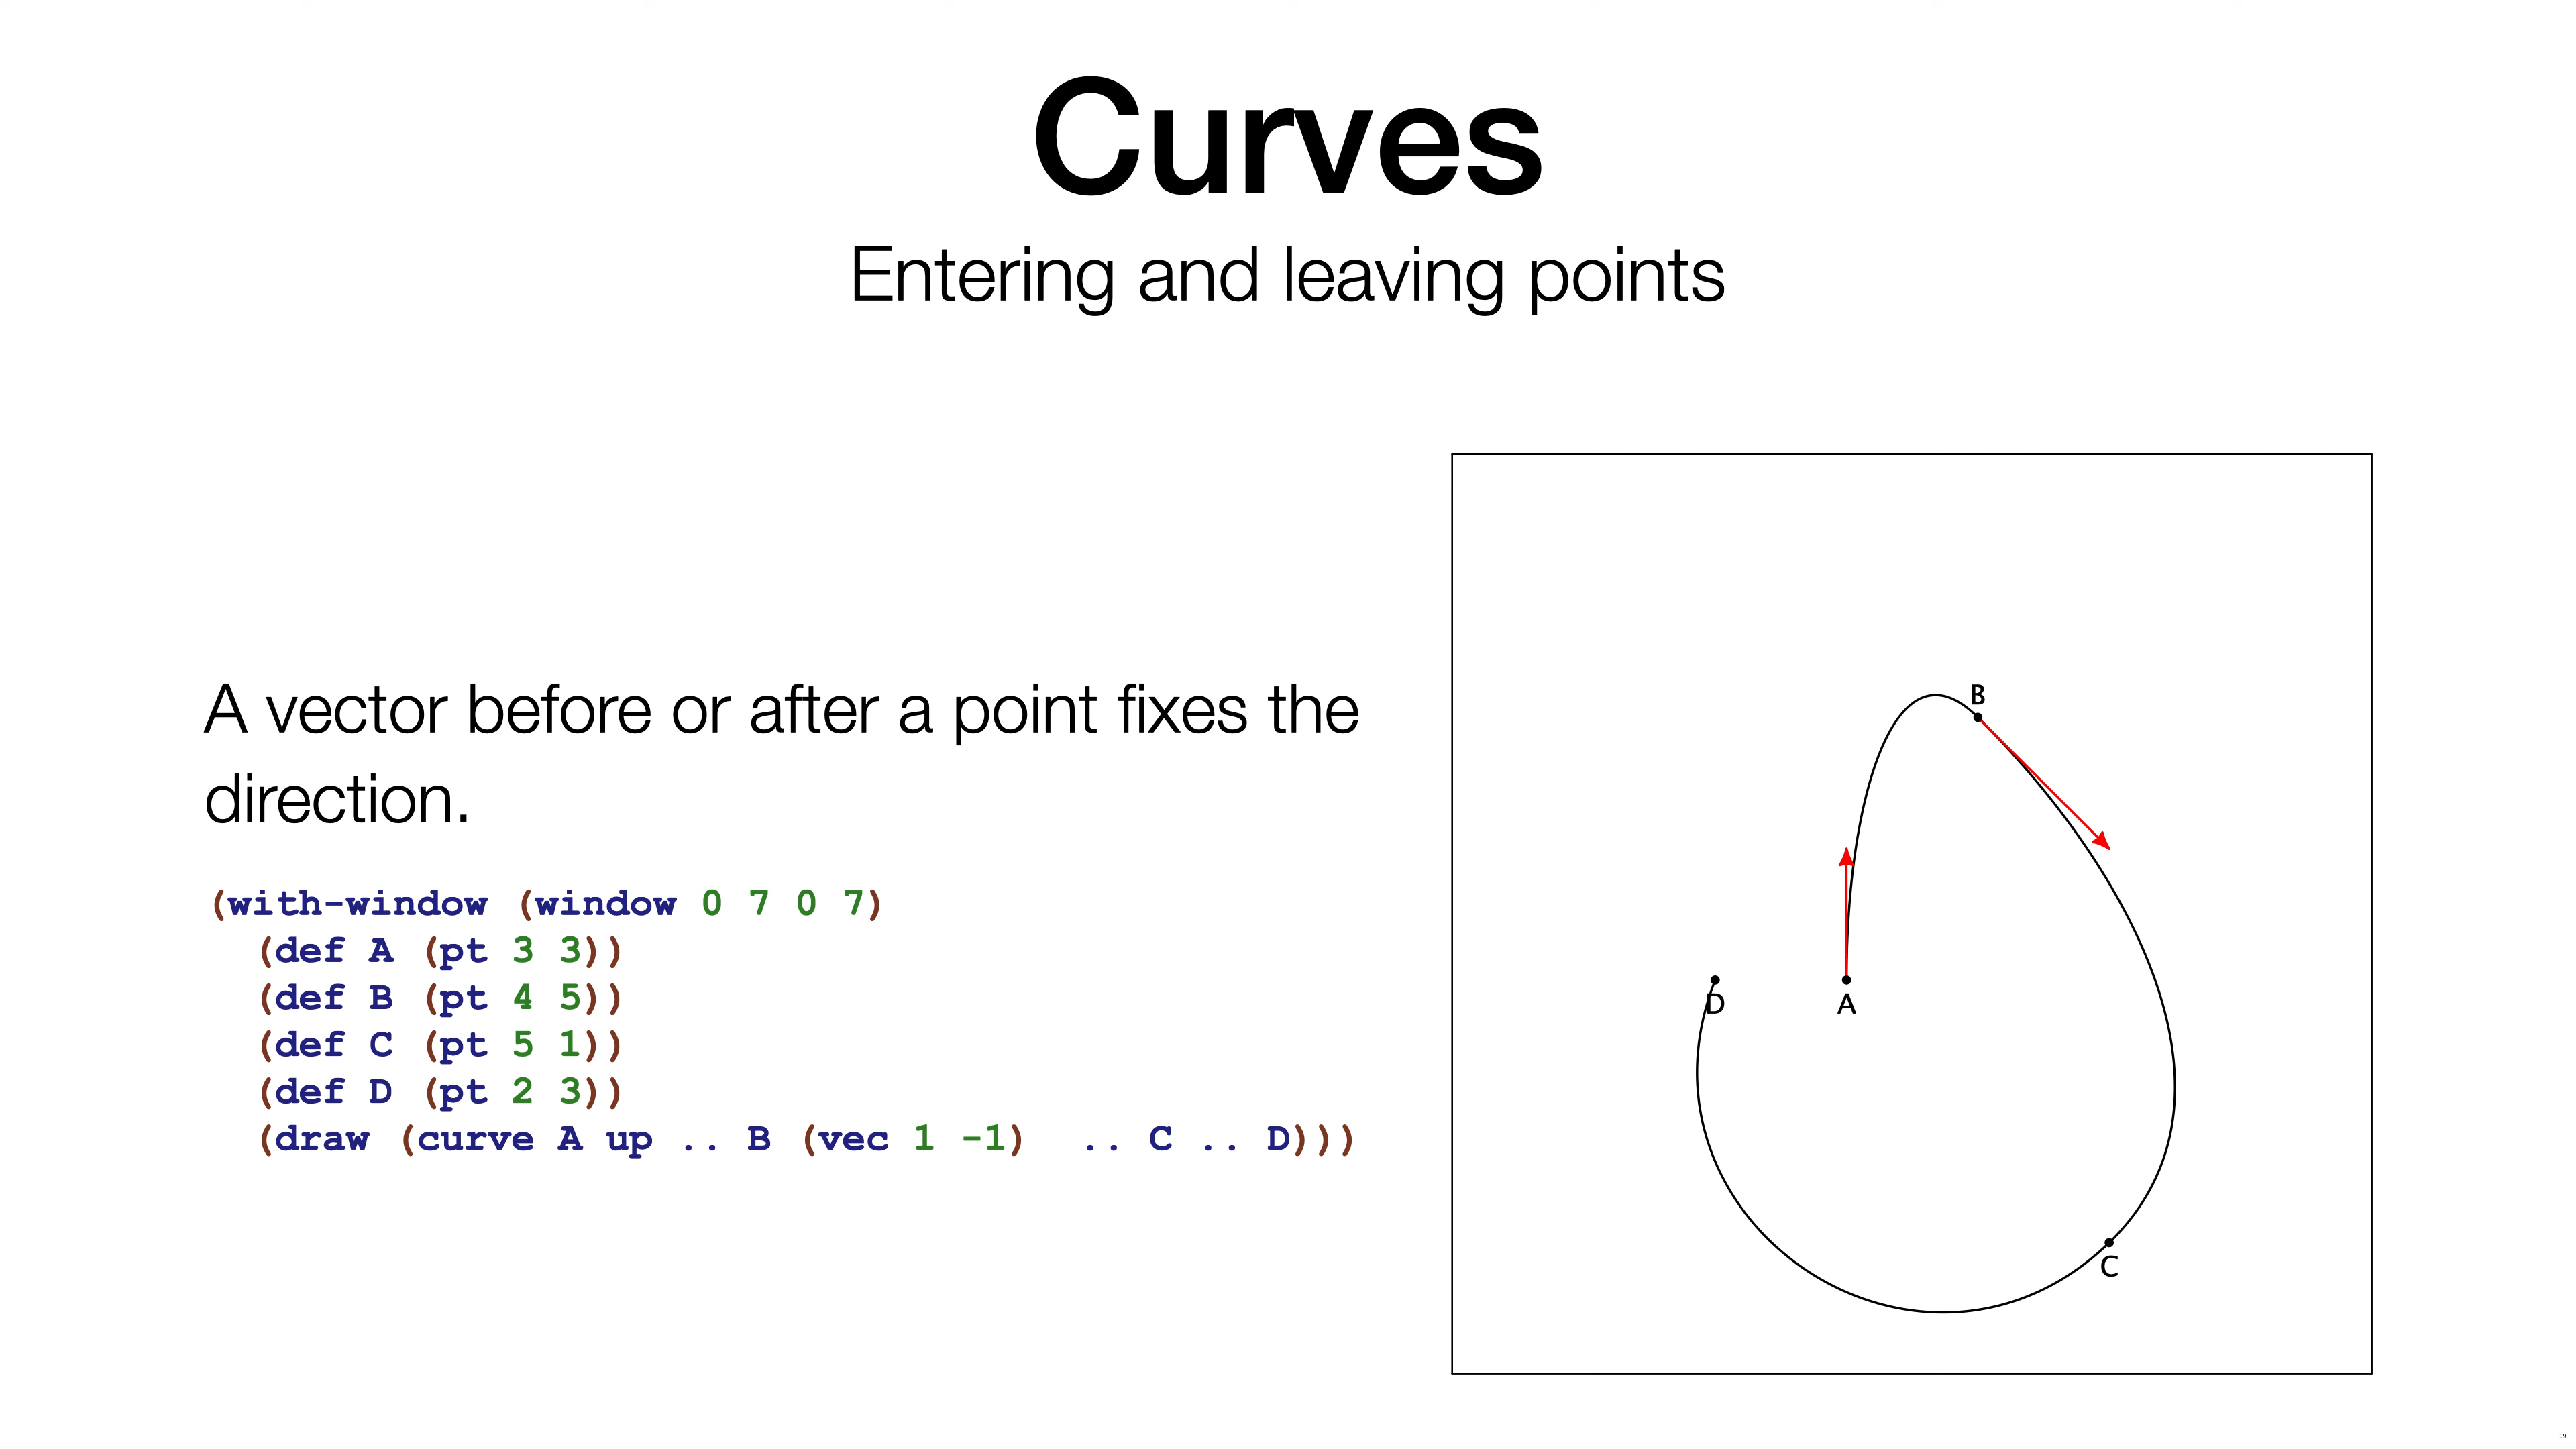 Curves
Entering and leaving points
A vector before or after a point fixes the
direction.
(with-window (window 0 7 0 7)
  (def A (pt 3 3))
  (def B (pt 4 5))
  (def C (pt 5 1))
  (def D (pt 2 3))
  (draw (curve A up .. B (vec 1 -1)  .. C .. D)))
B
D
A
C
19